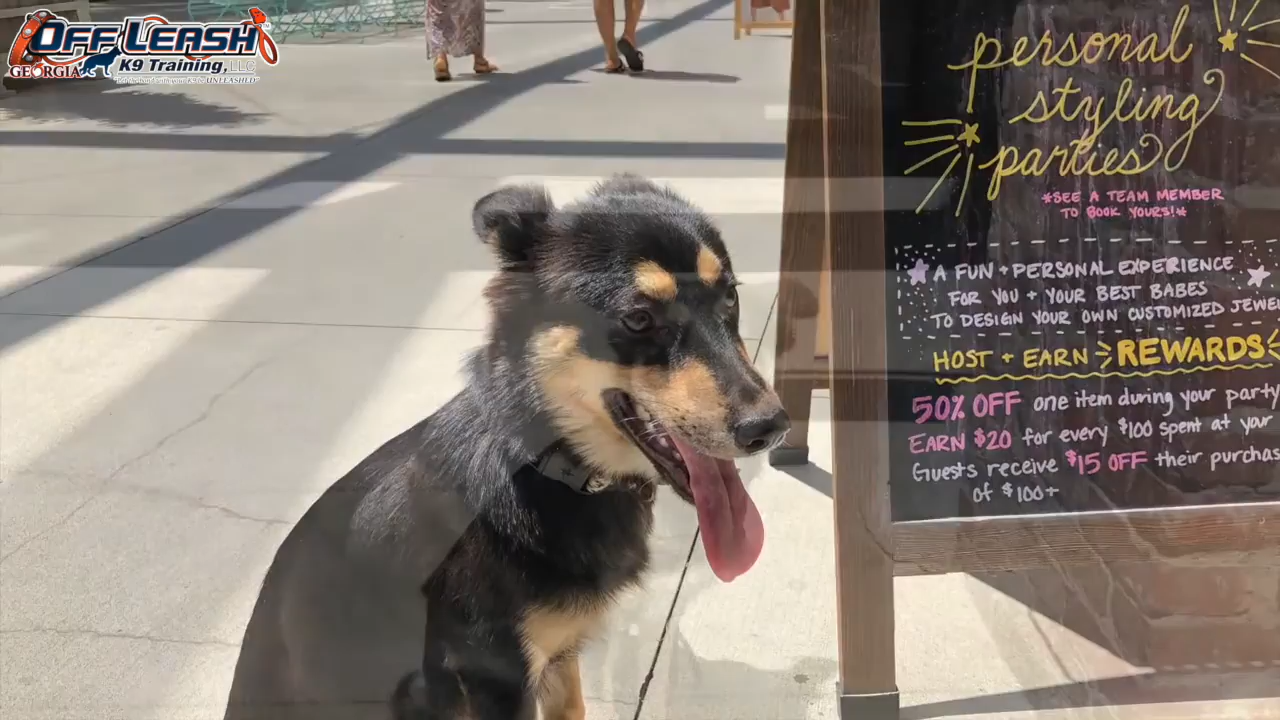 OFF LEASH
GEORGIA K9 Training, LLC
personal
styling
parties
*SEE A TEAM MEMBER
TO BOOK YOURS!*
A FUN + PERSONAL EXPERIENCE
FOR YOU + YOUR BEST BABES
TO DESIGN YOUR OWN CUSTOMIZED JEWE
HOST + EARN REWARDS
50% OFF one item during your party
EARN $20 for every $100 spent at your
Guests receive $15 OFF their purchas
of $100+